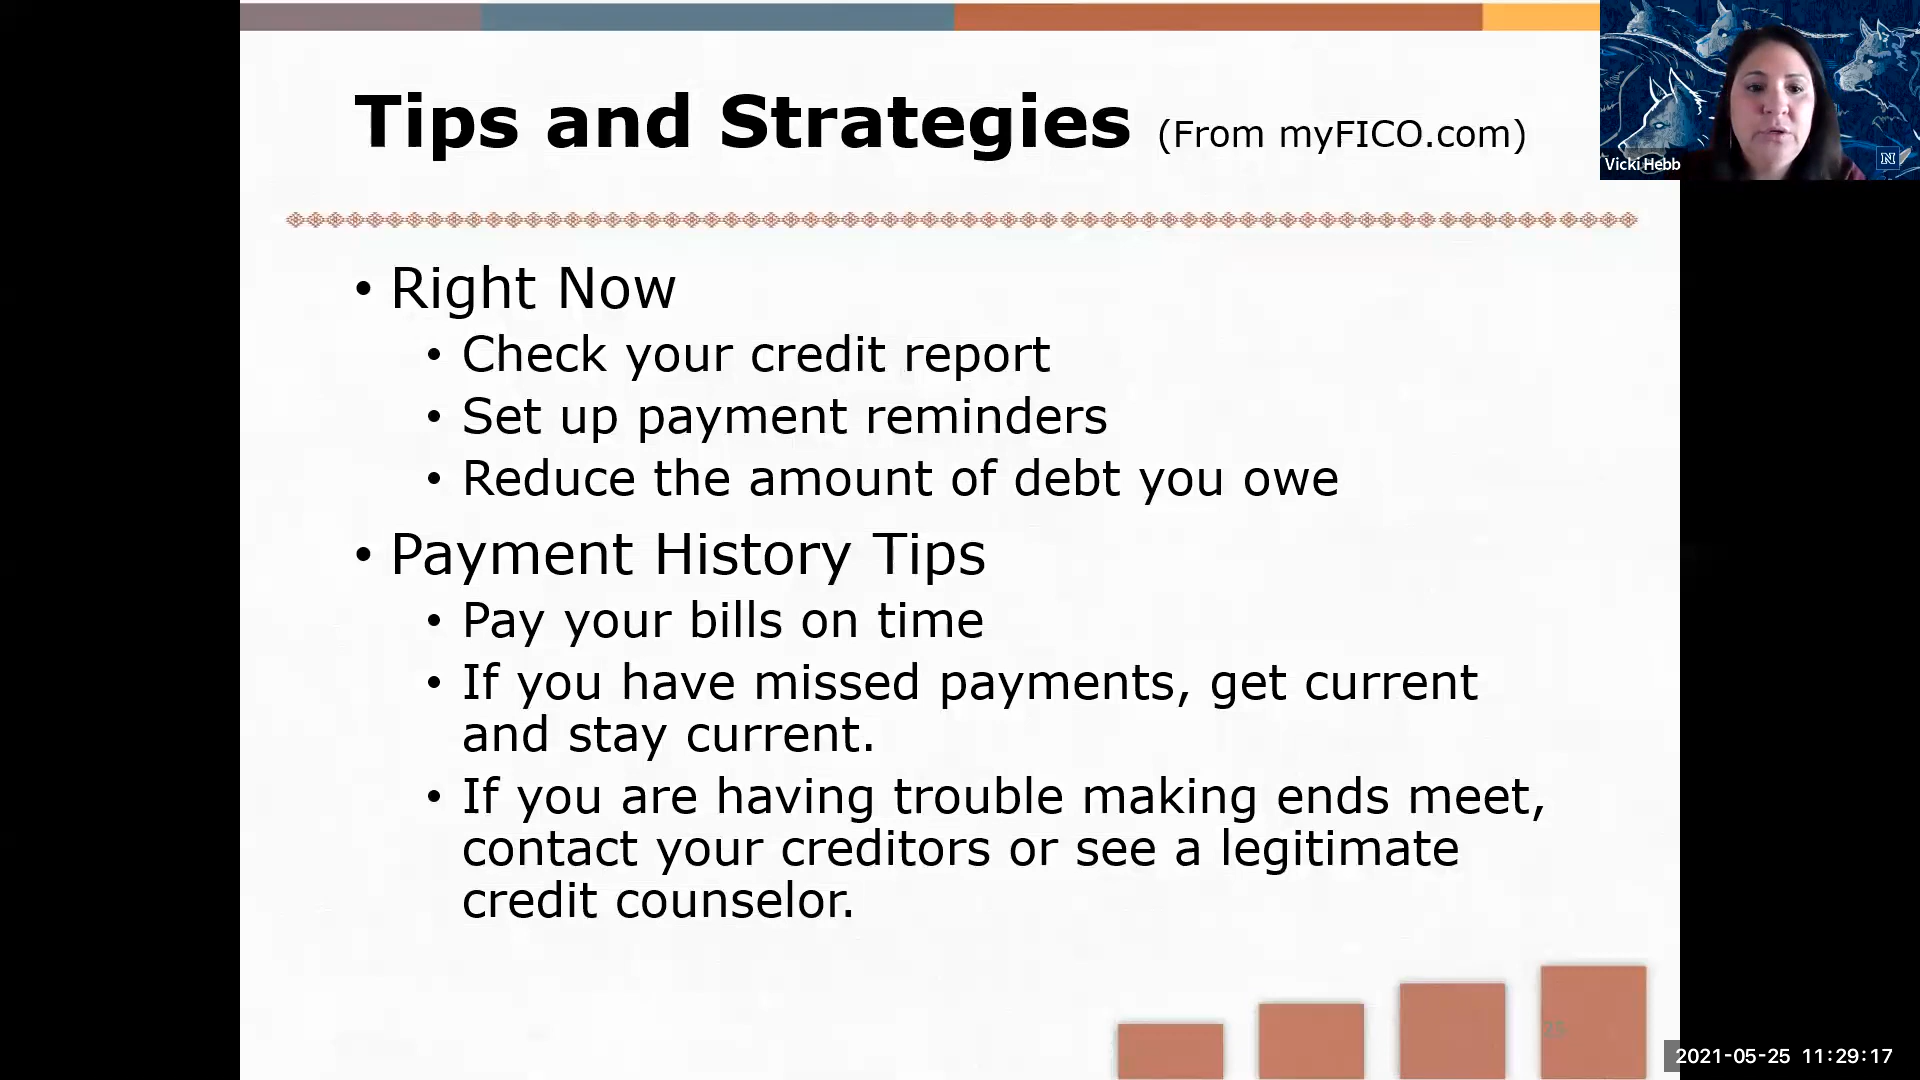 Tips and Strategies (From myFICO.com)
Vicki Hebb
N
• Right Now
• Check your credit report
• Set up payment reminders
• Reduce the amount of debt you owe
• Payment History Tips
• Pay your bills on time
• If you have missed payments, get current
and stay current.
• If you are having trouble making ends meet,
contact your creditors or see a legitimate
credit counselor.
25
2021-05-25 11:29:17